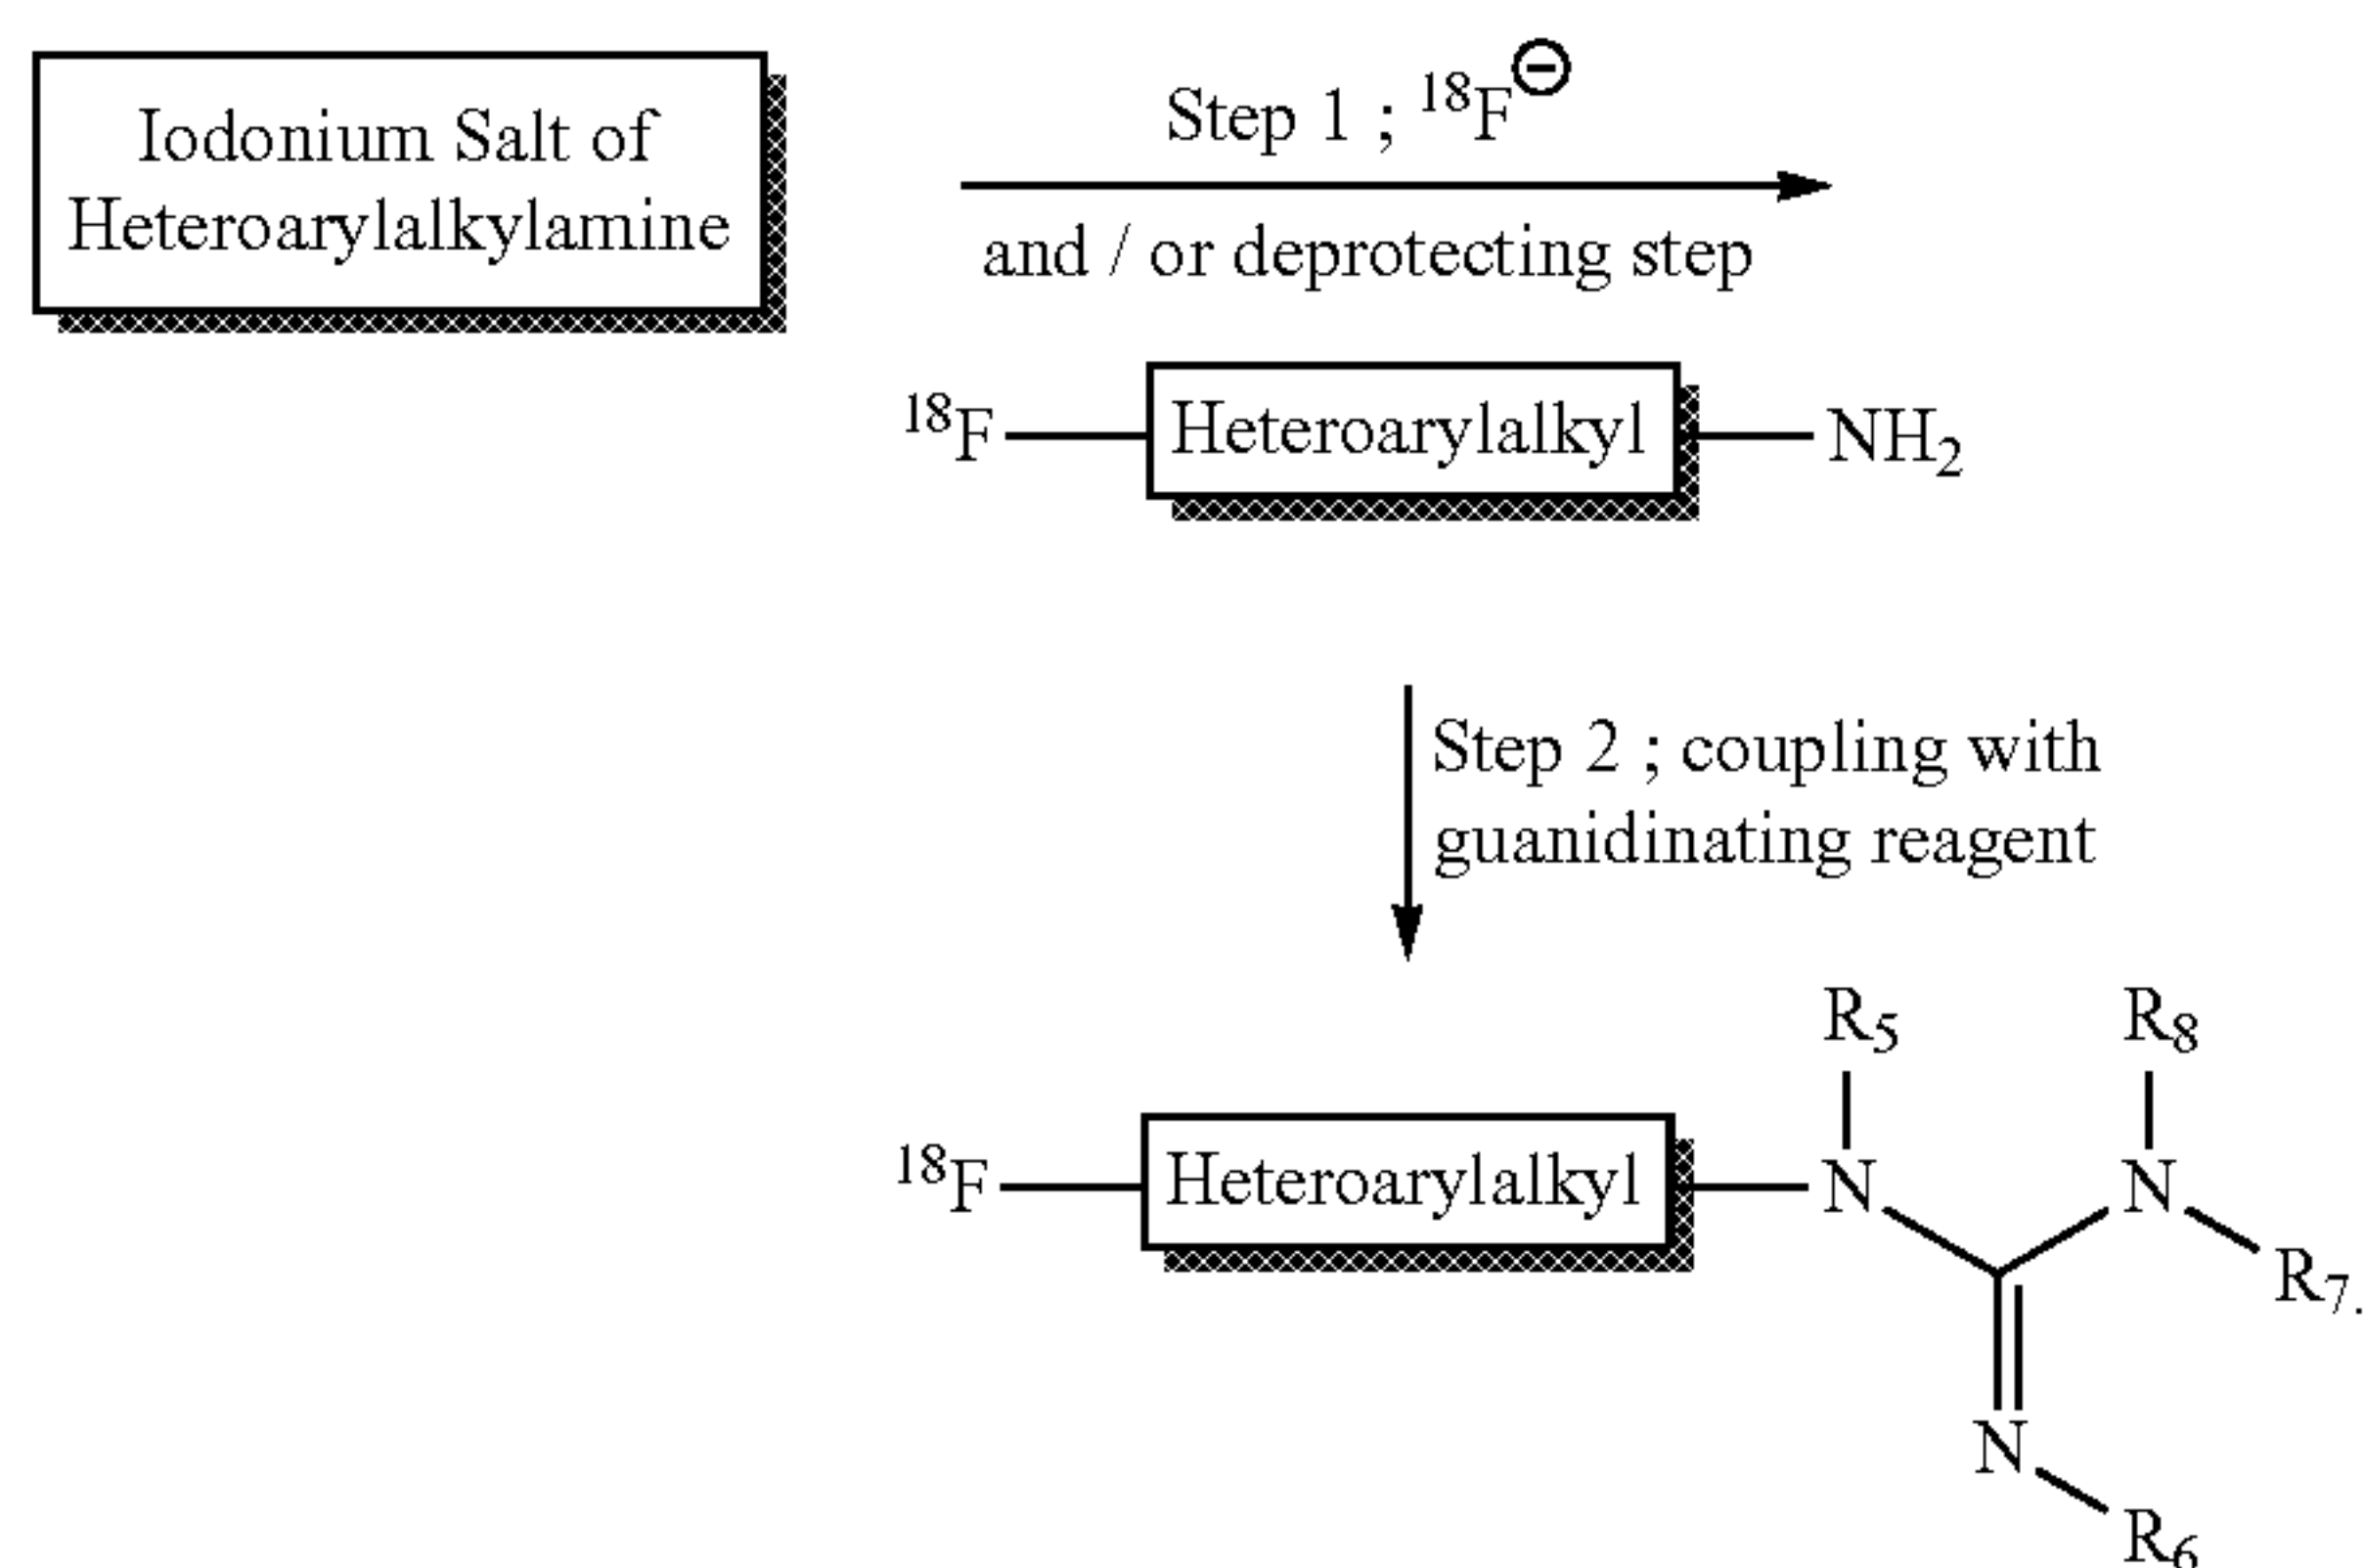 Iodonium Salt of
Heteroarylalkylamine
Step 1 ; ¹⁸F⊖
and / or deprotecting step
¹⁸F Heteroarylalkyl NH₂
Step 2 ; coupling with
guanidinating reagent
R₅ R₈
¹⁸F Heteroarylalkyl N N
R₇.
N
R₆